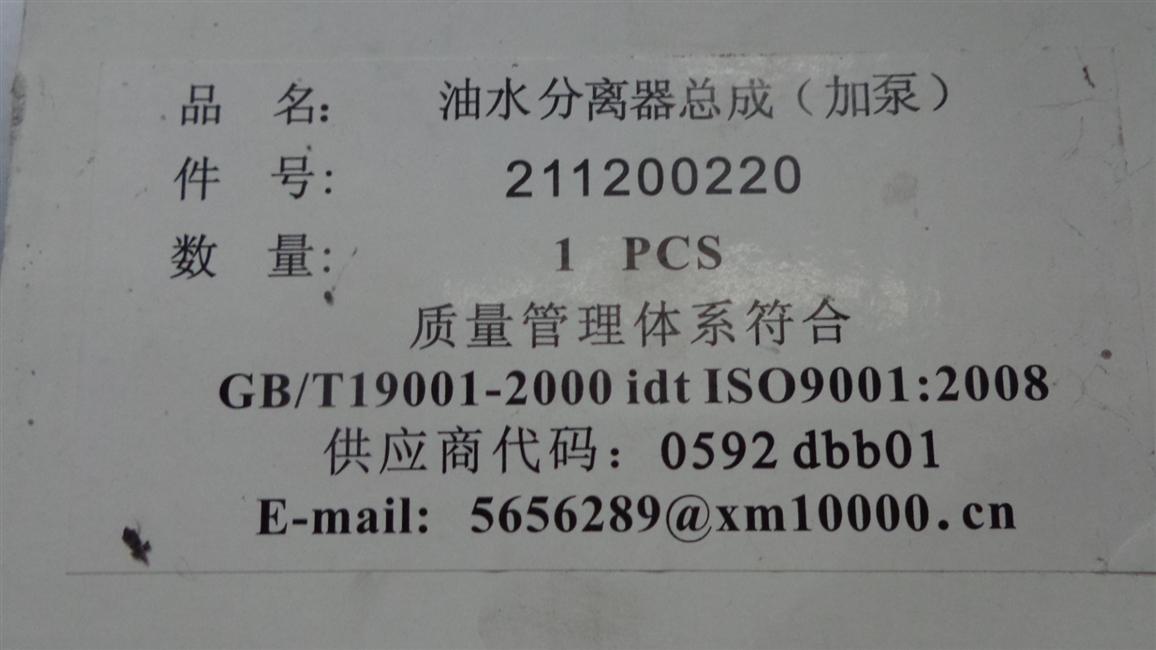 品 名: 油水分离器总成（加泵）
件 号: 211200220
数 量: 1 PCS
质量管理体系符合
GB/T19001-2000 idt ISO9001:2008
供应商代码: 0592 dbb01
E-mail: 5656289@xm10000.cn